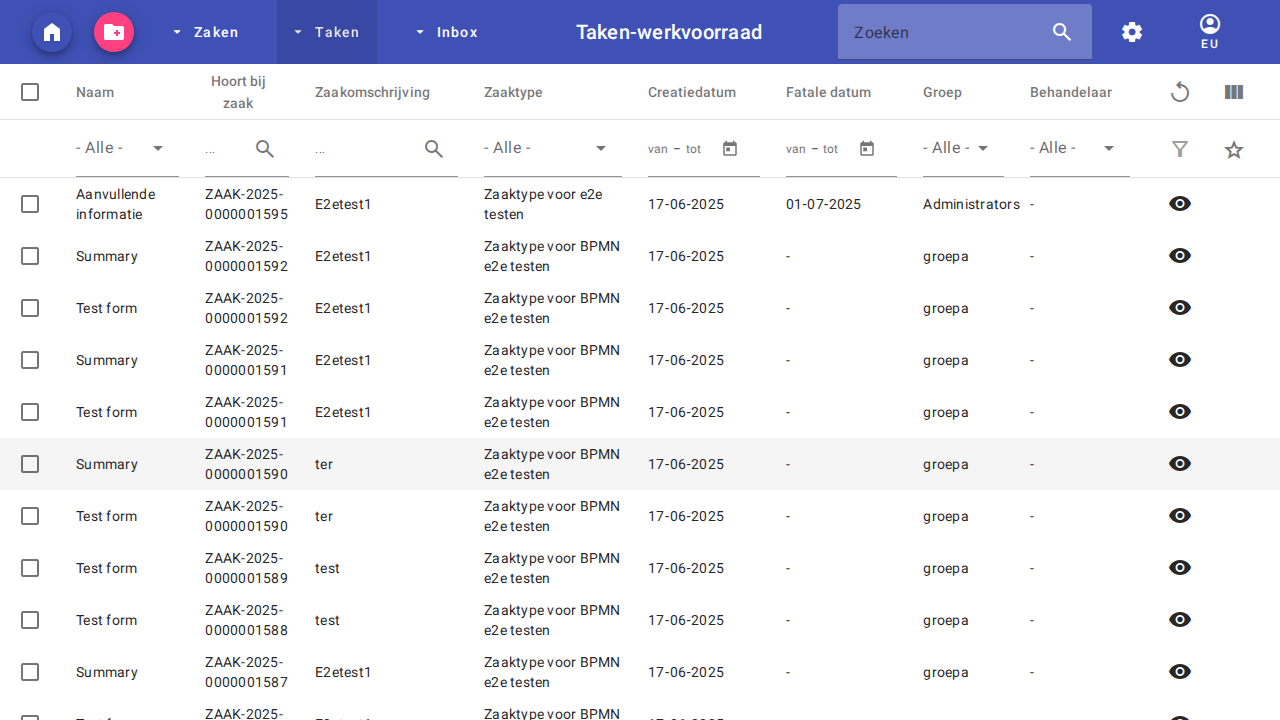 Zaken Taken Inbox Taken-werkvoorraad Zoeken EU
Naam Hoort bij zaak Zaakomschrijving Zaaktype Creatiedatum Fatale datum Groep Behandelaar
- Alle - ... ... - Alle - van – tot van – tot - Alle - - Alle -
Aanvullende informatie ZAAK-2025-0000001595 E2etest1 Zaaktype voor e2e testen 17-06-2025 01-07-2025 Administrators -
Summary ZAAK-2025-0000001592 E2etest1 Zaaktype voor BPMN e2e testen 17-06-2025 - groepa -
Test form ZAAK-2025-0000001592 E2etest1 Zaaktype voor BPMN e2e testen 17-06-2025 - groepa -
Summary ZAAK-2025-0000001591 E2etest1 Zaaktype voor BPMN e2e testen 17-06-2025 - groepa -
Test form ZAAK-2025-0000001591 E2etest1 Zaaktype voor BPMN e2e testen 17-06-2025 - groepa -
Summary ZAAK-2025-0000001590 ter Zaaktype voor BPMN e2e testen 17-06-2025 - groepa -
Test form ZAAK-2025-0000001590 ter Zaaktype voor BPMN e2e testen 17-06-2025 - groepa -
Test form ZAAK-2025-0000001589 test Zaaktype voor BPMN e2e testen 17-06-2025 - groepa -
Test form ZAAK-2025-0000001588 test Zaaktype voor BPMN e2e testen 17-06-2025 - groepa -
Summary ZAAK-2025-0000001587 E2etest1 Zaaktype voor BPMN e2e testen 17-06-2025 - groepa -
ZAAK-2025- Zaaktype voor BPMN